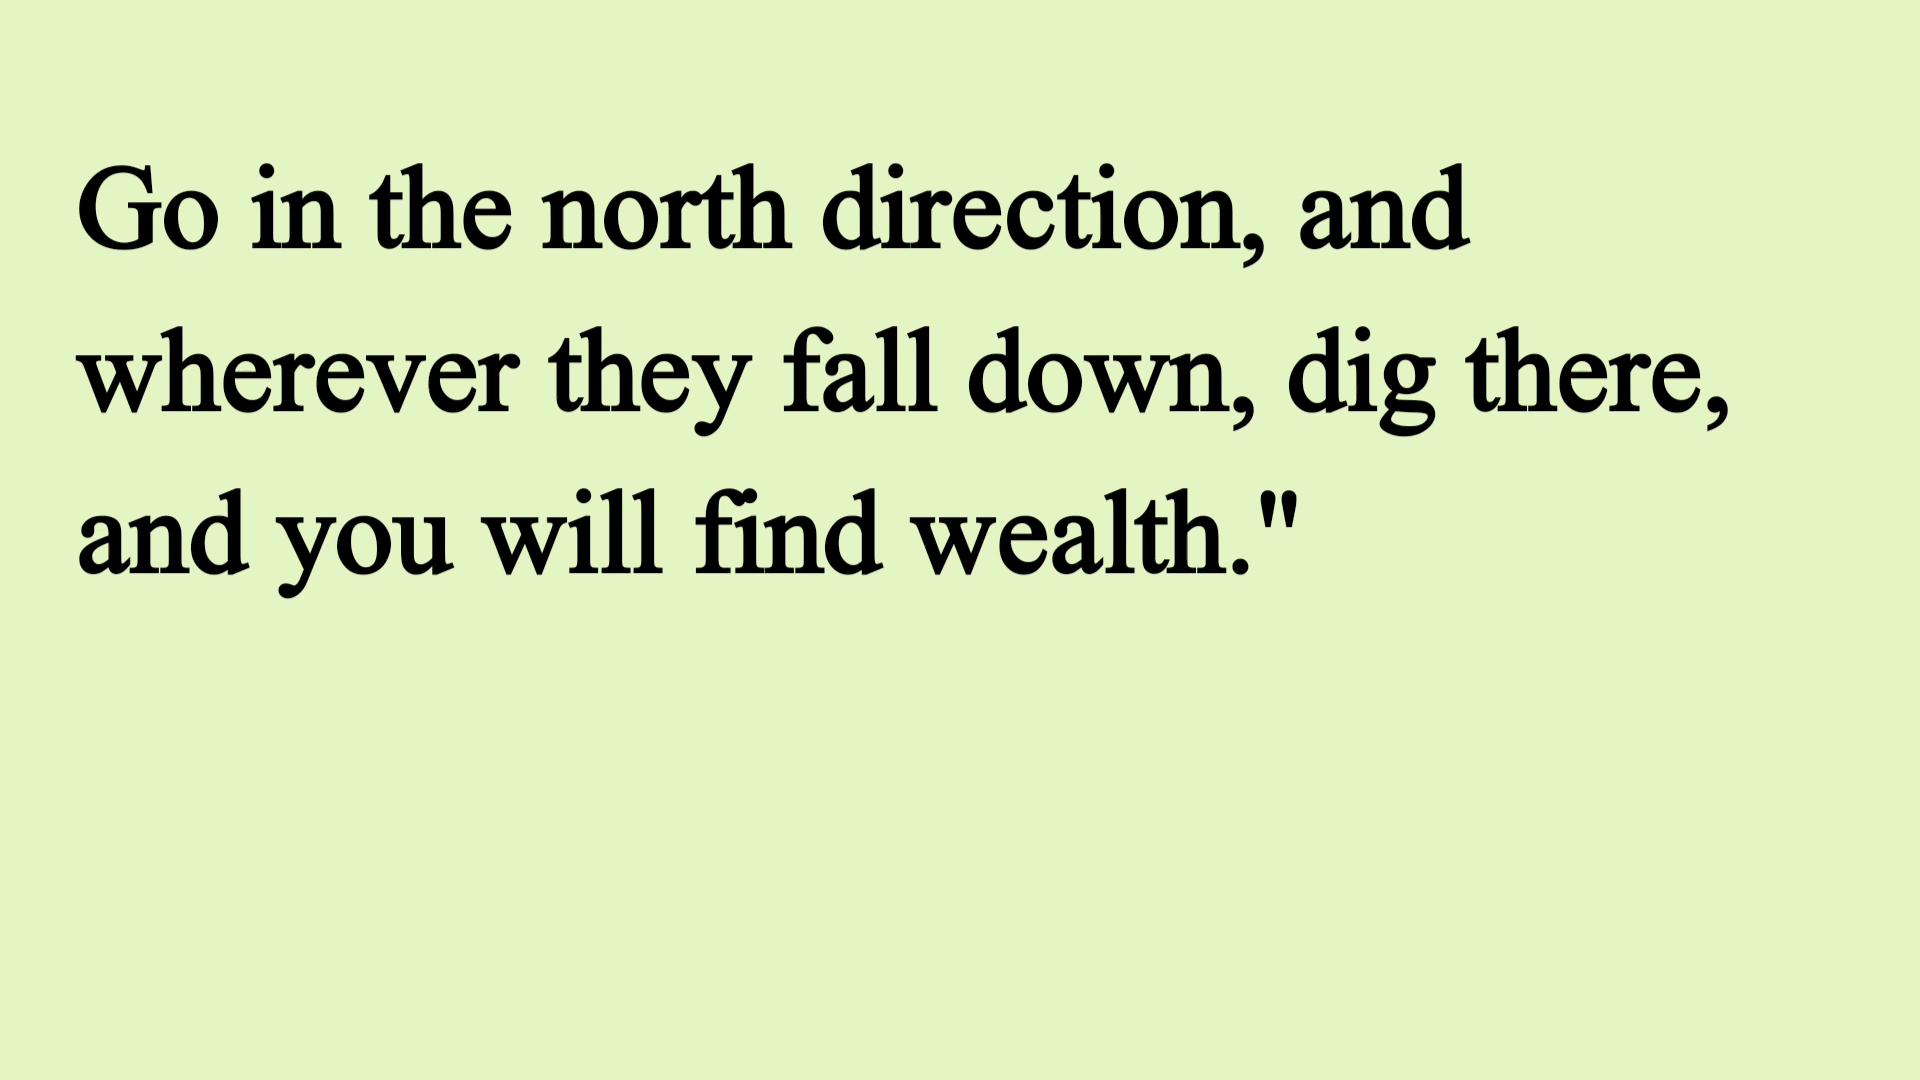 Go in the north direction, and
wherever they fall down, dig there,
and you will find wealth."